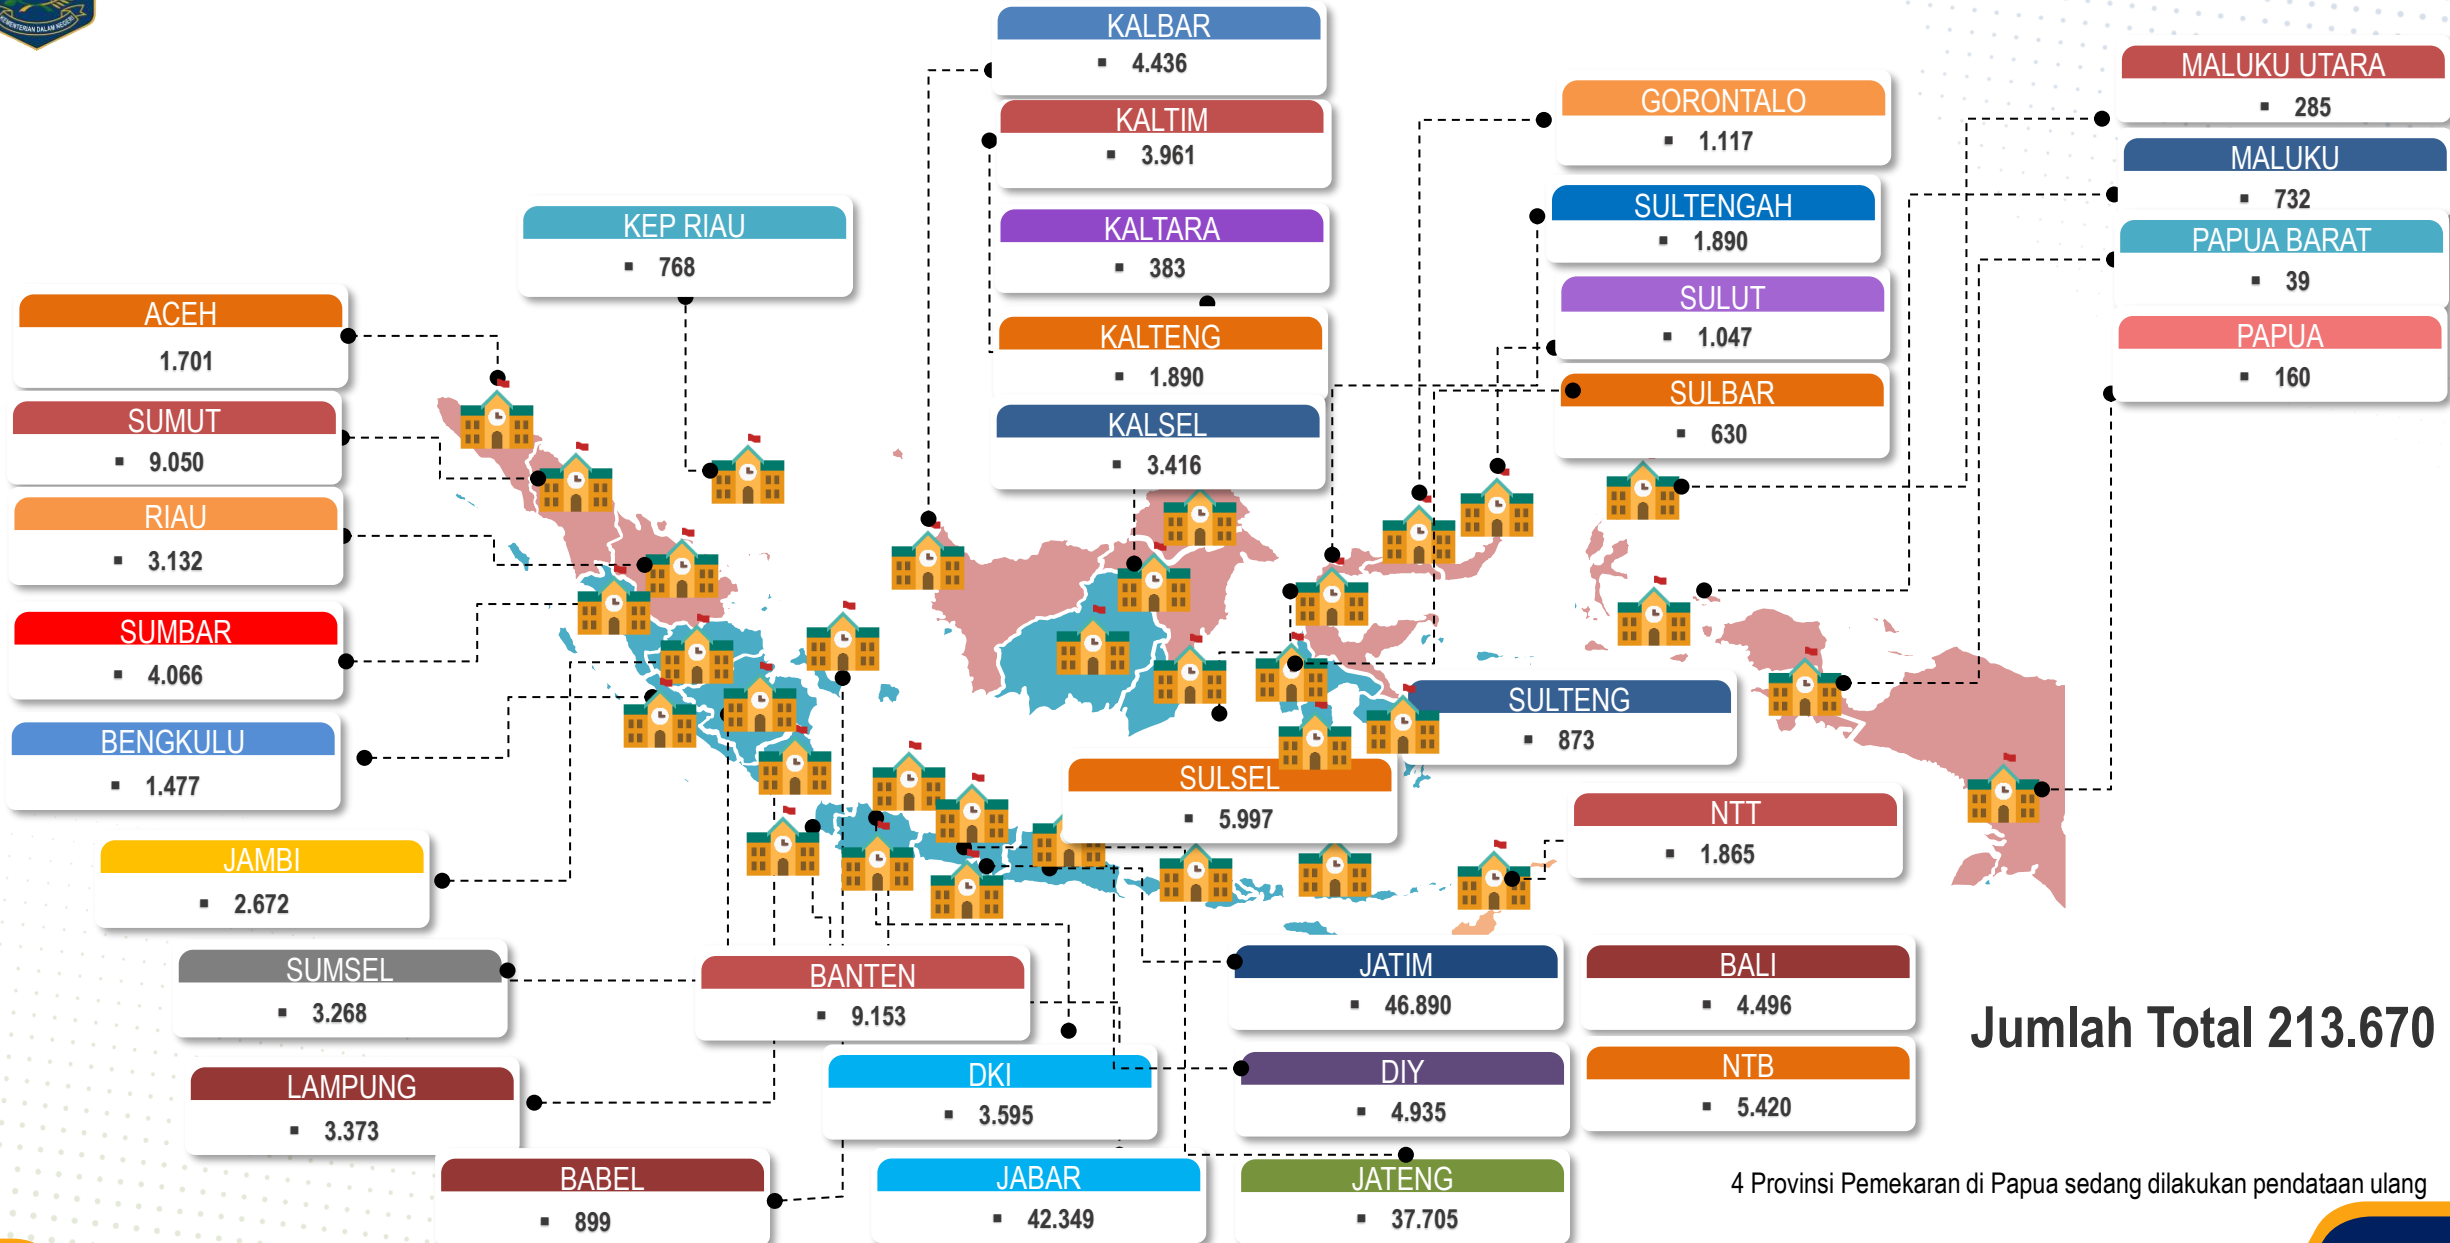 KEMENTERIAN DALAM NEGERI
KALBAR
▪ 4.436
KALTIM
▪ 3.961
KALTARA
▪ 383
KALTENG
▪ 1.890
KALSEL
▪ 3.416
GORONTALO
▪ 1.117
SULTENGAH
▪ 1.890
SULUT
▪ 1.047
SULBAR
▪ 630
MALUKU UTARA
▪ 285
MALUKU
▪ 732
PAPUA BARAT
▪ 39
PAPUA
▪ 160
KEP RIAU
▪ 768
ACEH
1.701
SUMUT
▪ 9.050
RIAU
▪ 3.132
SUMBAR
▪ 4.066
BENGKULU
▪ 1.477
JAMBI
▪ 2.672
SUMSEL
▪ 3.268
LAMPUNG
▪ 3.373
BABEL
▪ 899
BANTEN
▪ 9.153
DKI
▪ 3.595
JABAR
▪ 42.349
SULTENG
▪ 873
SULSEL
▪ 5.997
NTT
▪ 1.865
JATIM
▪ 46.890
DIY
▪ 4.935
JATENG
▪ 37.705
BALI
▪ 4.496
NTB
▪ 5.420
Jumlah Total 213.670
4 Provinsi Pemekaran di Papua sedang dilakukan pendataan ulang